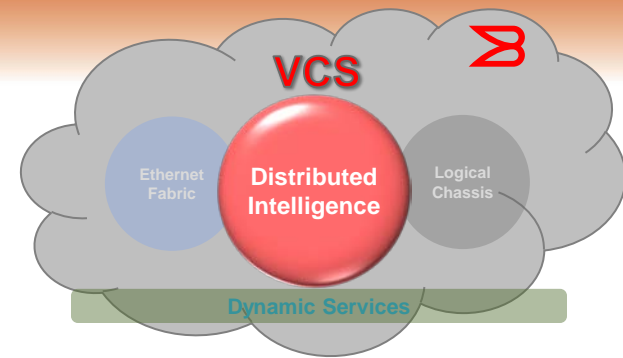 VCS
Ethernet
Fabric
Distributed
Intelligence
Logical
Chassis
Dynamic Services